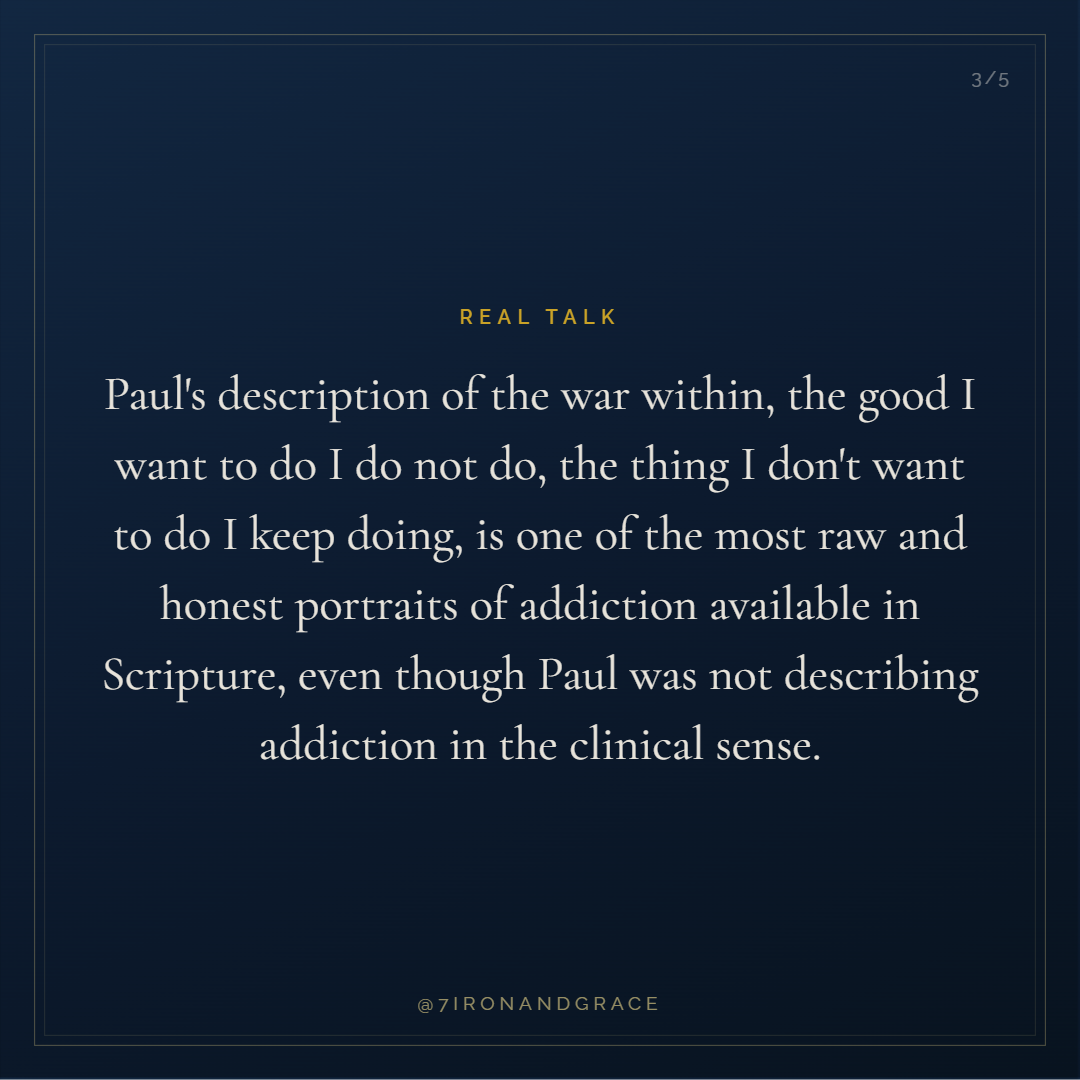 3/5
REAL TALK
Paul's description of the war within, the good I
want to do I do not do, the thing I don't want
to do I keep doing, is one of the most raw and
honest portraits of addiction available in
Scripture, even though Paul was not describing
addiction in the clinical sense.
@7IRONANDGRACE